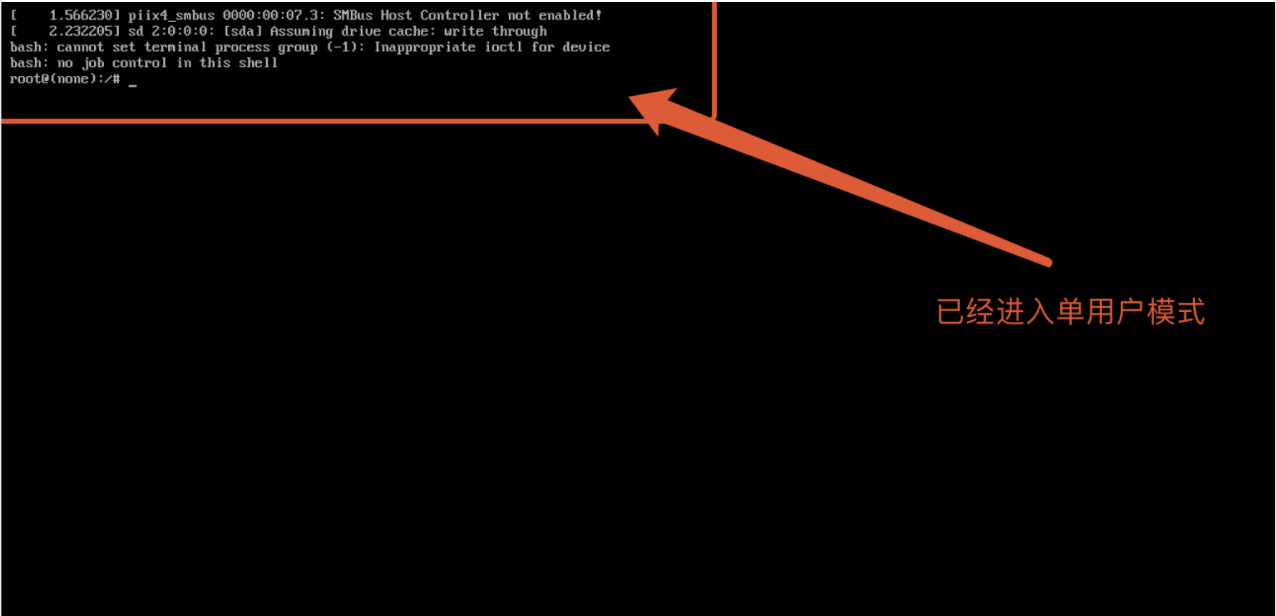 [    1.566230] piix4_smbus 0000:00:07.3: SMBus Host Controller not enabled!
[    2.232205] sd 2:0:0:0: [sda] Assuming drive cache: write through
bash: cannot set terminal process group (-1): Inappropriate ioctl for device
bash: no job control in this shell
root@(none):/# _
已经进入单用户模式